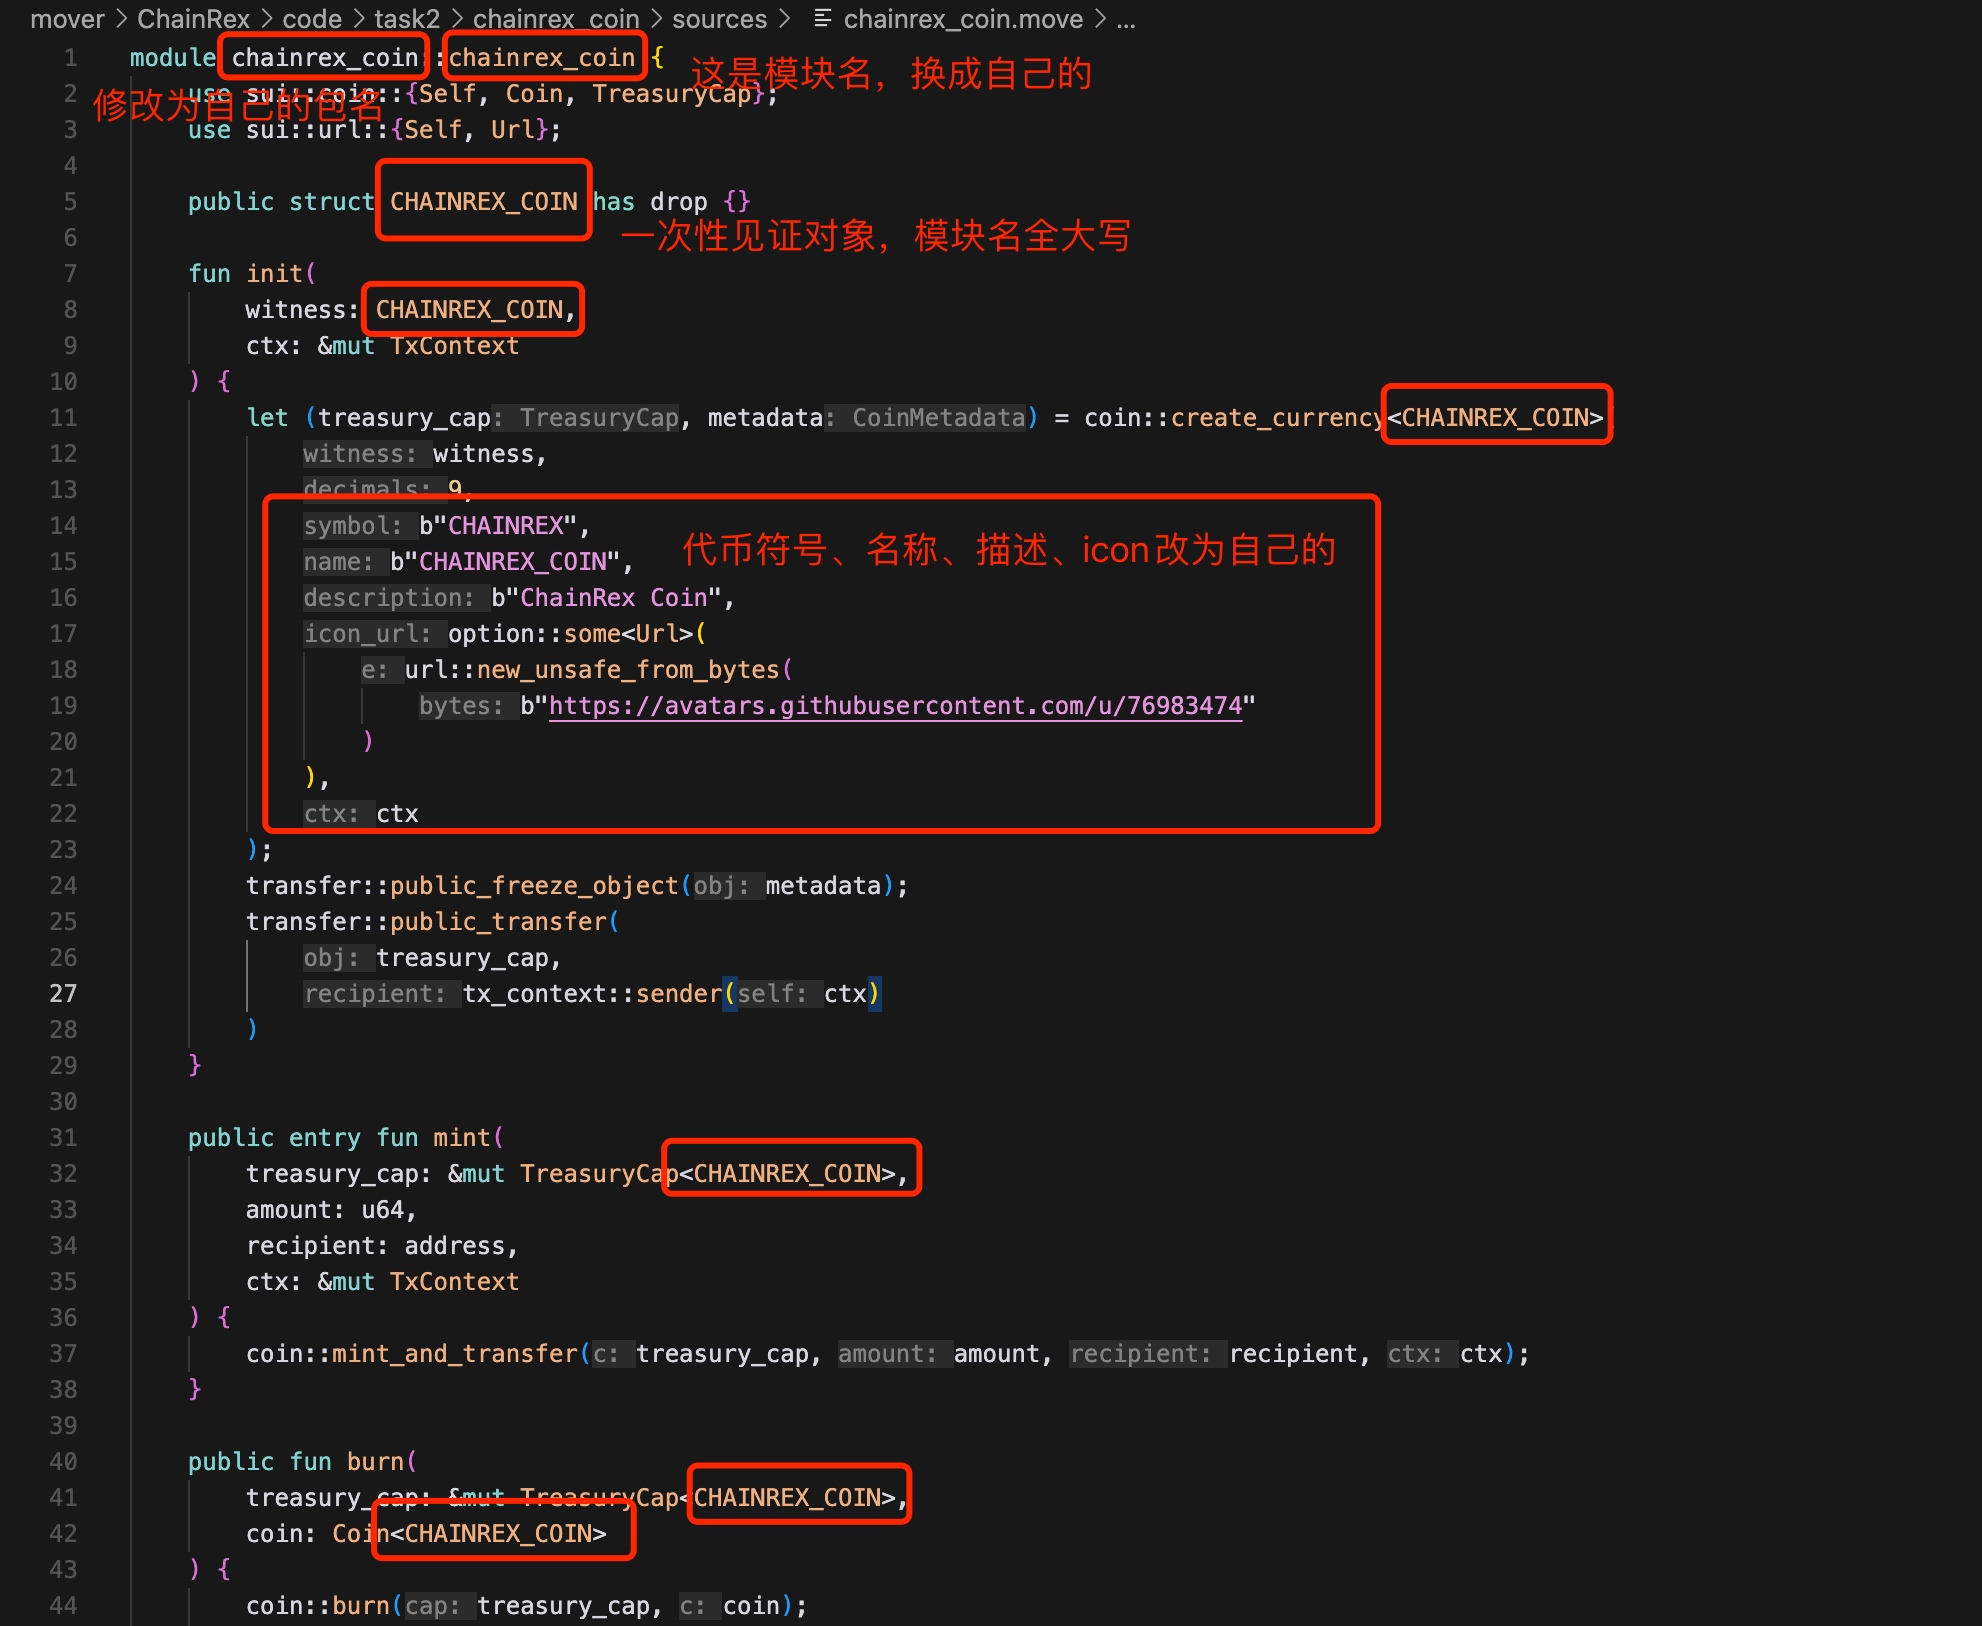 mover > ChainRex > code > task2 > chainrex_coin > sources > chainrex_coin.move > ...
1 module chainrex_coin::chainrex_coin {
这是模块名，换成自己的
2 use sui::coin::{Self, Coin, TreasuryCap};
修改为自己的包名
3 use sui::url::{Self, Url};
4
5 public struct CHAINREX_COIN has drop {}
一次性见证对象，模块名全大写
6
7 fun init(
8 witness: CHAINREX_COIN,
9 ctx: &mut TxContext
10 ) {
11 let (treasury_cap: TreasuryCap, metadata: CoinMetadata) = coin::create_currency<CHAINREX_COIN>
12 witness: witness,
13 decimals: 9,
14 symbol: b"CHAINREX",
代币符号、名称、描述、icon改为自己的
15 name: b"CHAINREX_COIN",
16 description: b"ChainRex Coin",
17 icon_url: option::some<Url>(
18 e: url::new_unsafe_from_bytes(
19 bytes: b"https://avatars.githubusercontent.com/u/76983474"
20 )
21 ),
22 ctx: ctx
23 );
24 transfer::public_freeze_object(obj: metadata);
25 transfer::public_transfer(
26 obj: treasury_cap,
27 recipient: tx_context::sender(self: ctx)
28 )
29 }
30
31 public entry fun mint(
32 treasury_cap: &mut TreasuryCap<CHAINREX_COIN>,
33 amount: u64,
34 recipient: address,
35 ctx: &mut TxContext
36 ) {
37 coin::mint_and_transfer(c: treasury_cap, amount: amount, recipient: recipient, ctx: ctx);
38 }
39
40 public fun burn(
41 treasury_cap: &mut TreasuryCap<CHAINREX_COIN>,
42 coin: Coin<CHAINREX_COIN>
43 ) {
44 coin::burn(cap: treasury_cap, c: coin);